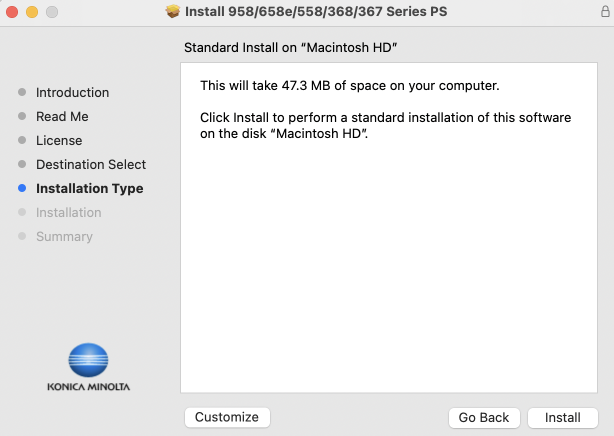 Install 958/658e/558/368/367 Series PS
Standard Install on “Macintosh HD”
Introduction
Read Me
License
Destination Select
Installation Type
Installation
Summary
This will take 47.3 MB of space on your computer.
Click Install to perform a standard installation of this software
on the disk “Macintosh HD”.
KONICA MINOLTA
Customize
Go Back
Install